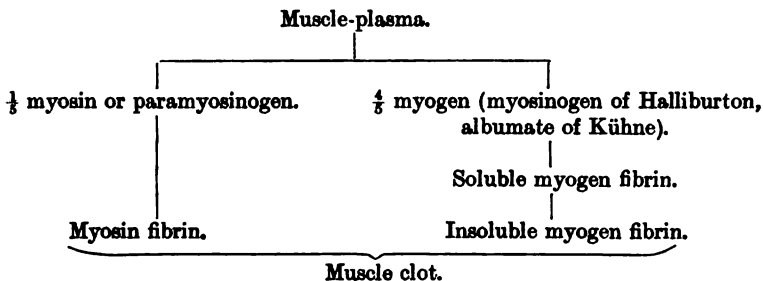 Muscle-plasma.
⅕ myosin or paramyosinogen.
⅘ myogen (myosinogen of Halliburton,
albumate of Kühne).
Soluble myogen fibrin.
Myosin fibrin.
Insoluble myogen fibrin.
Muscle clot.